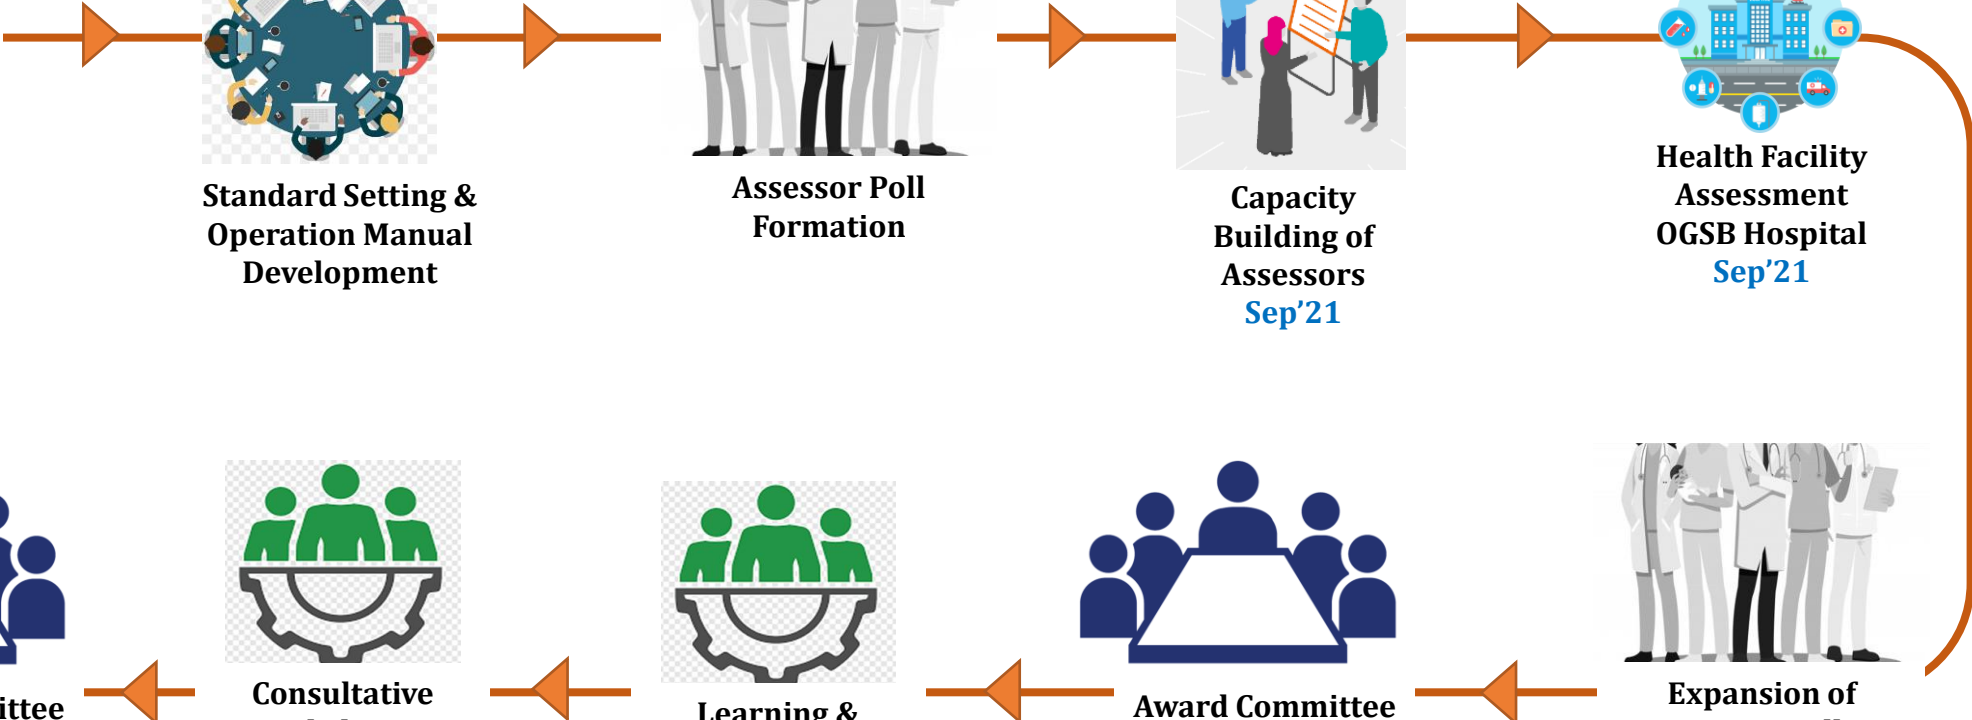 Standard Setting &
Operation Manual
Development
Assessor Poll
Formation
Capacity
Building of
Assessors
Sep’21
Health Facility
Assessment
OGSB Hospital
Sep’21
Expansion of
Award Committee
Learning &
Consultative
ittee